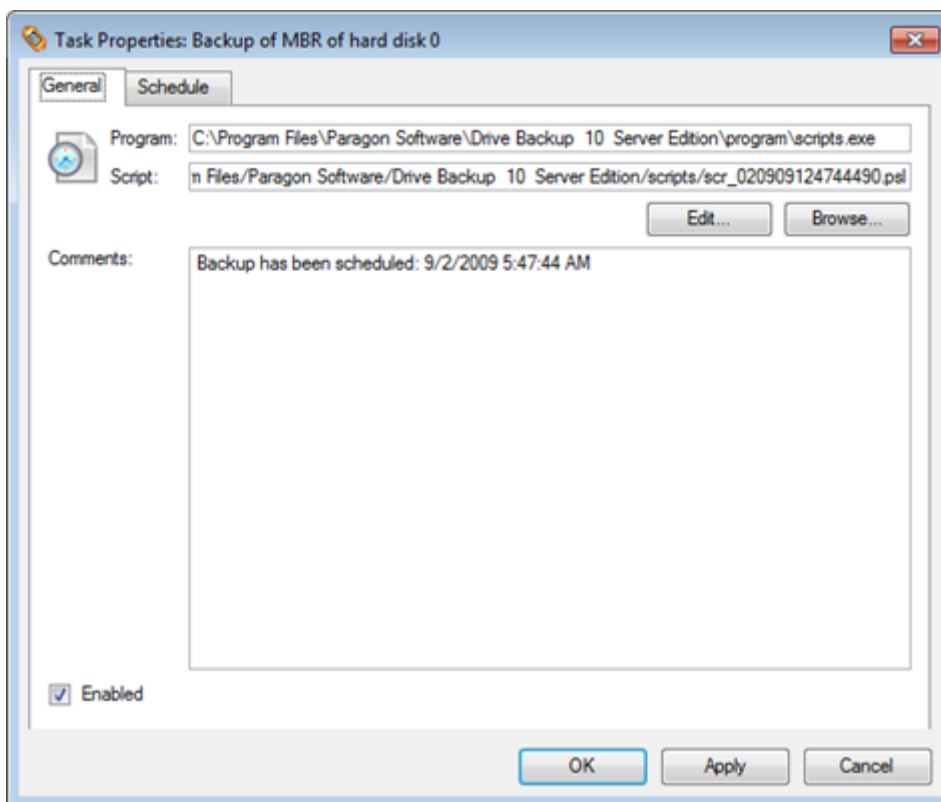 Task Properties: Backup of MBR of hard disk 0
General Schedule
Program: C:\Program Files\Paragon Software\Drive Backup  10  Server Edition\program\scripts.exe
Script: n Files/Paragon Software/Drive Backup  10  Server Edition/scripts/scr_020909124744490.psl
Edit... Browse...
Comments: Backup has been scheduled: 9/2/2009 5:47:44 AM
Enabled
OK Apply Cancel